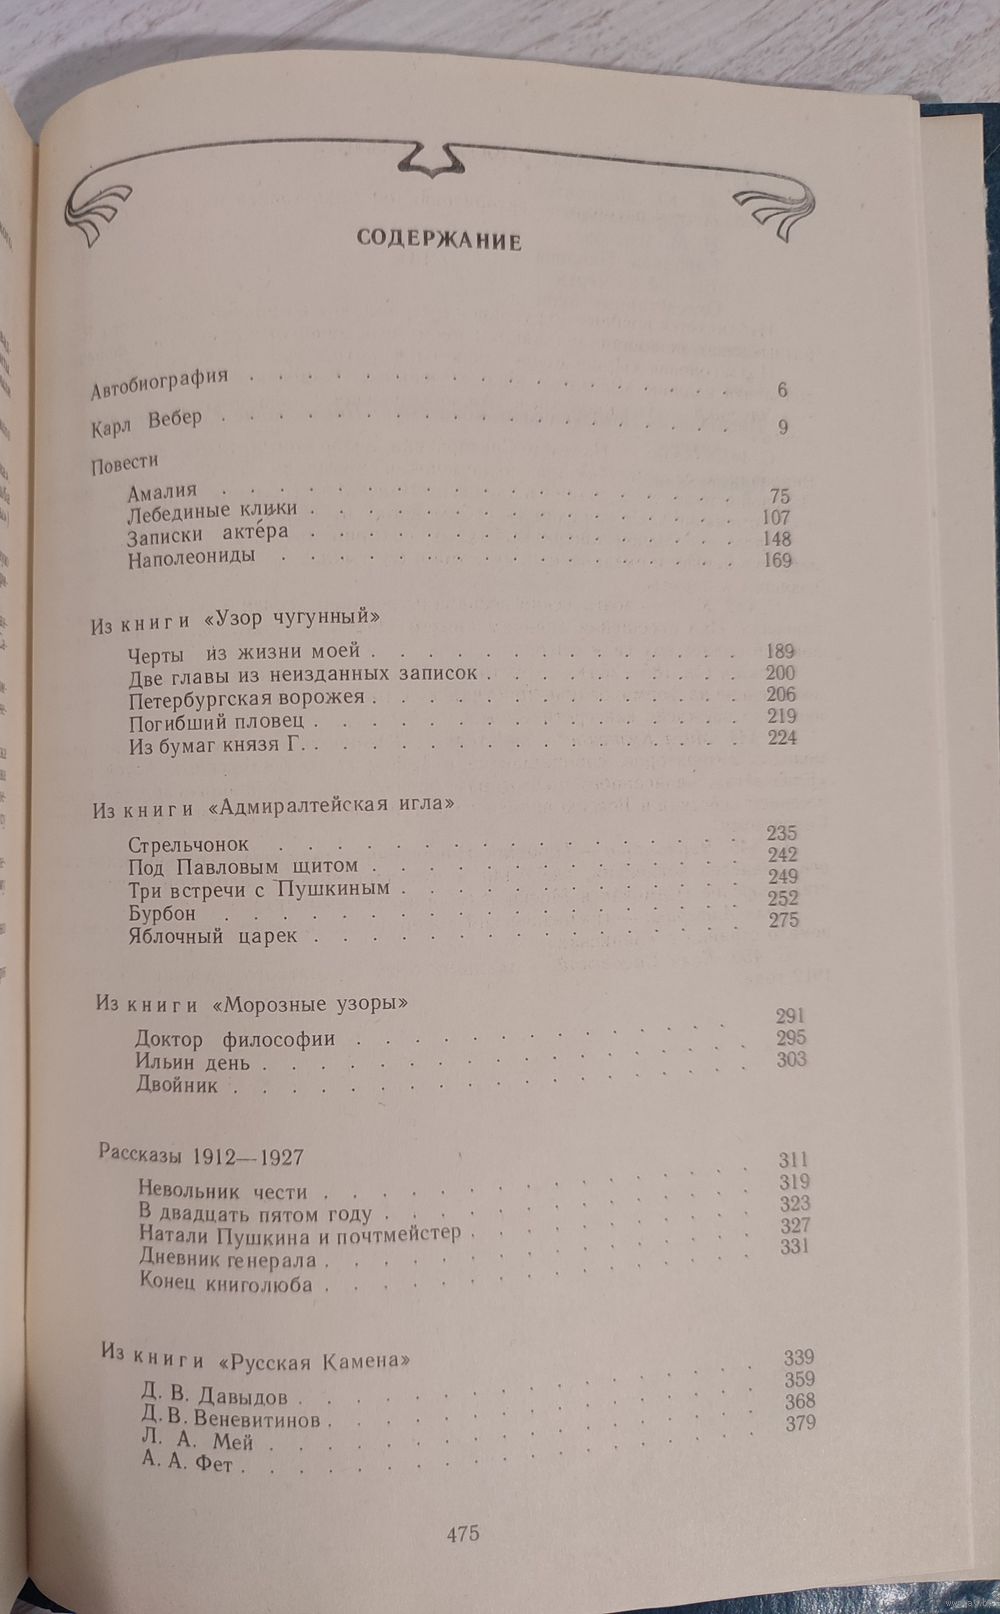 СОДЕРЖАНИЕ
Автобиография . . . . . . . . . . . . . . . . . 6
Карл Вебер . . . . . . . . . . . . . . . . . . 9
Повести
Амалия . . . . . . . . . . . . . . . . . . 75
Лебединые клики . . . . . . . . . . . . . . . 107
Записки актёра . . . . . . . . . . . . . . . 148
Наполеониды . . . . . . . . . . . . . . . . 169
Из книги «Узор чугунный»
Черты из жизни моей . . . . . . . . . . . . . 189
Две главы из неизданных записок . . . . . . . . . 200
Петербургская ворожея . . . . . . . . . . . . . 206
Погибший пловец . . . . . . . . . . . . . . . 219
Из бумаг князя Г. . . . . . . . . . . . . . . . 224
Из книги «Адмиралтейская игла»
Стрельчонок . . . . . . . . . . . . . . . . 235
Под Павловым щитом . . . . . . . . . . . . . 242
Три встречи с Пушкиным . . . . . . . . . . . . 249
Бурбон . . . . . . . . . . . . . . . . . . 252
Яблочный царек . . . . . . . . . . . . . . . 275
Из книги «Морозные узоры»
Доктор философии . . . . . . . . . . . . . 291
Ильин день . . . . . . . . . . . . . . . . 295
Двойник . . . . . . . . . . . . . . . . . 303
Рассказы 1912—1927
Невольник чести . . . . . . . . . . . . . . . 311
В двадцать пятом году . . . . . . . . . . . . . 319
Натали Пушкина и почтмейстер . . . . . . . . . . 323
Дневник генерала . . . . . . . . . . . . . . . 327
Конец книголюба . . . . . . . . . . . . . . . 331
Из книги «Русская Камена»
Д. В. Давыдов . . . . . . . . . . . . . . . . 339
Д. В. Веневитинов . . . . . . . . . . . . . . . 359
Л. А. Мей . . . . . . . . . . . . . . . . . 368
А. А. Фет . . . . . . . . . . . . . . . . . . 379
475